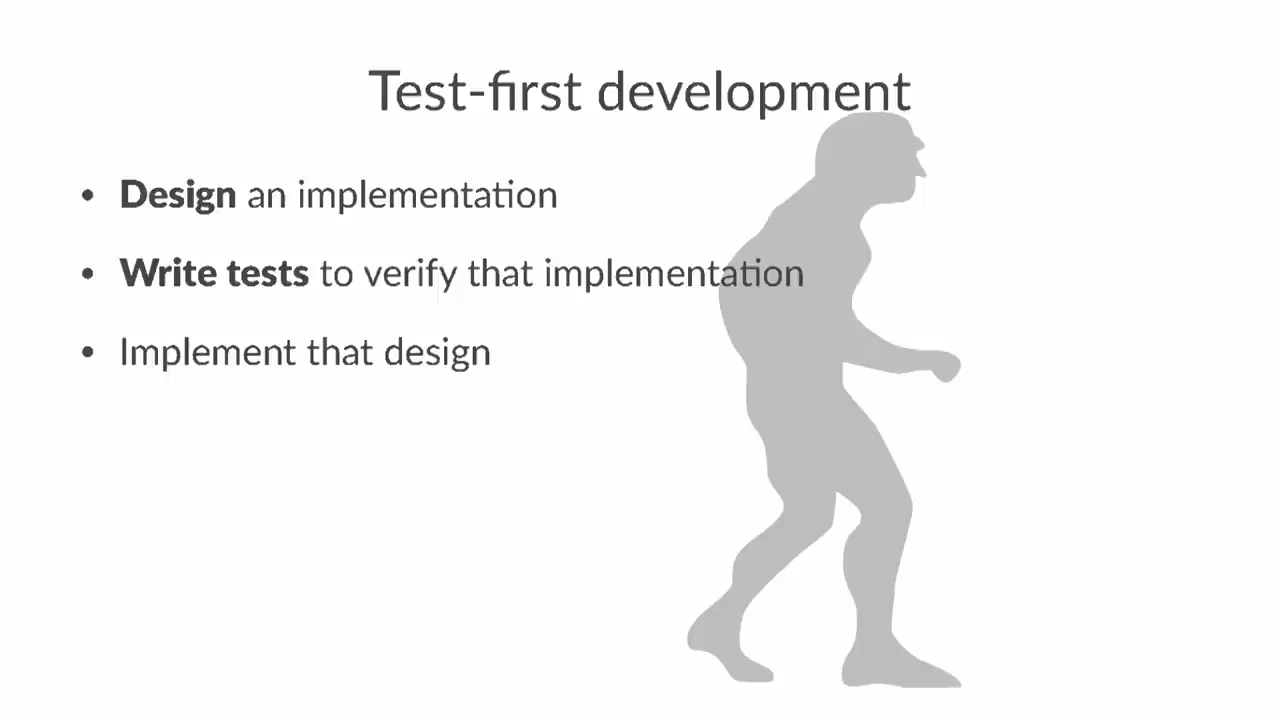 Test-first development
• Design an implementation
• Write tests to verify that implementation
• Implement that design